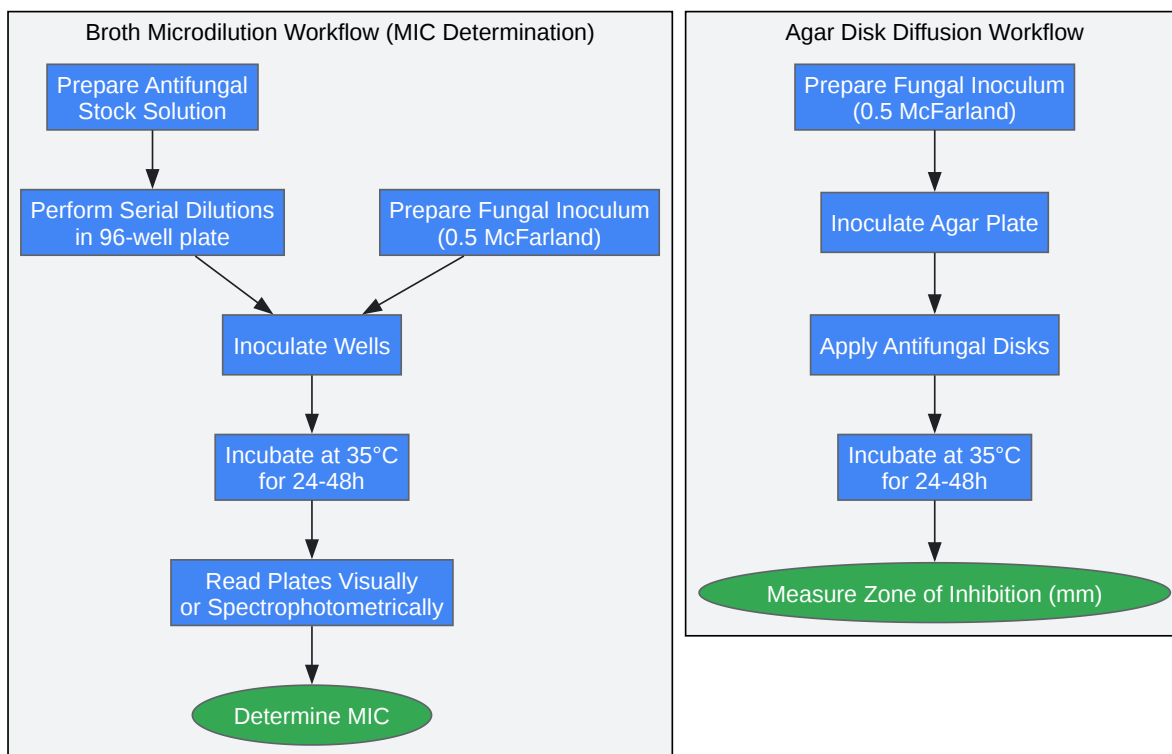 Broth Microdilution Workflow (MIC Determination)
Prepare Antifungal
Stock Solution
Perform Serial Dilutions
in 96-well plate
Prepare Fungal Inoculum
(0.5 McFarland)
Inoculate Wells
Incubate at 35°C
for 24-48h
Read Plates Visually
or Spectrophotometrically
Determine MIC
Agar Disk Diffusion Workflow
Prepare Fungal Inoculum
(0.5 McFarland)
Inoculate Agar Plate
Apply Antifungal Disks
Incubate at 35°C
for 24-48h
Measure Zone of Inhibition (mm)